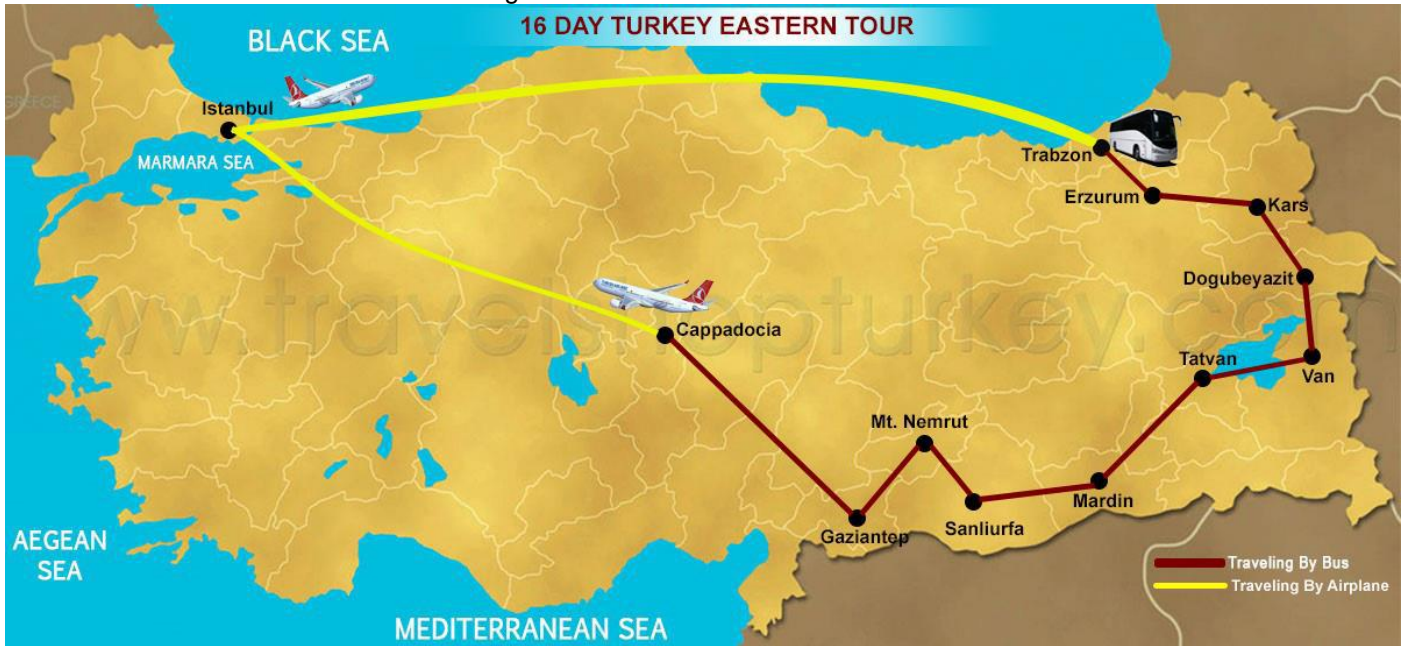 g
16 DAY TURKEY EASTERN TOUR
BLACK SEA
GREECE
Istanbul
MARMARA SEA
Trabzon
Erzurum
Kars
Dogubeyazit
www.travelshopturkey.com
Cappadocia
Tatvan
Van
Mt. Nemrut
Mardin
Sanliurfa
Gaziantep
AEGEAN
SEA
Traveling By Bus
Traveling By Airplane
MEDITERRANEAN SEA